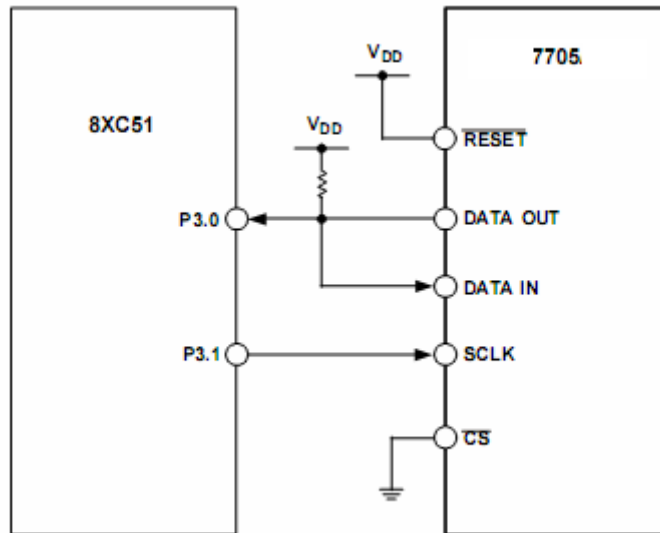 8XC51
7705.
VDD
VDD
RESET
P3.0
DATA OUT
DATA IN
P3.1
SCLK
CS